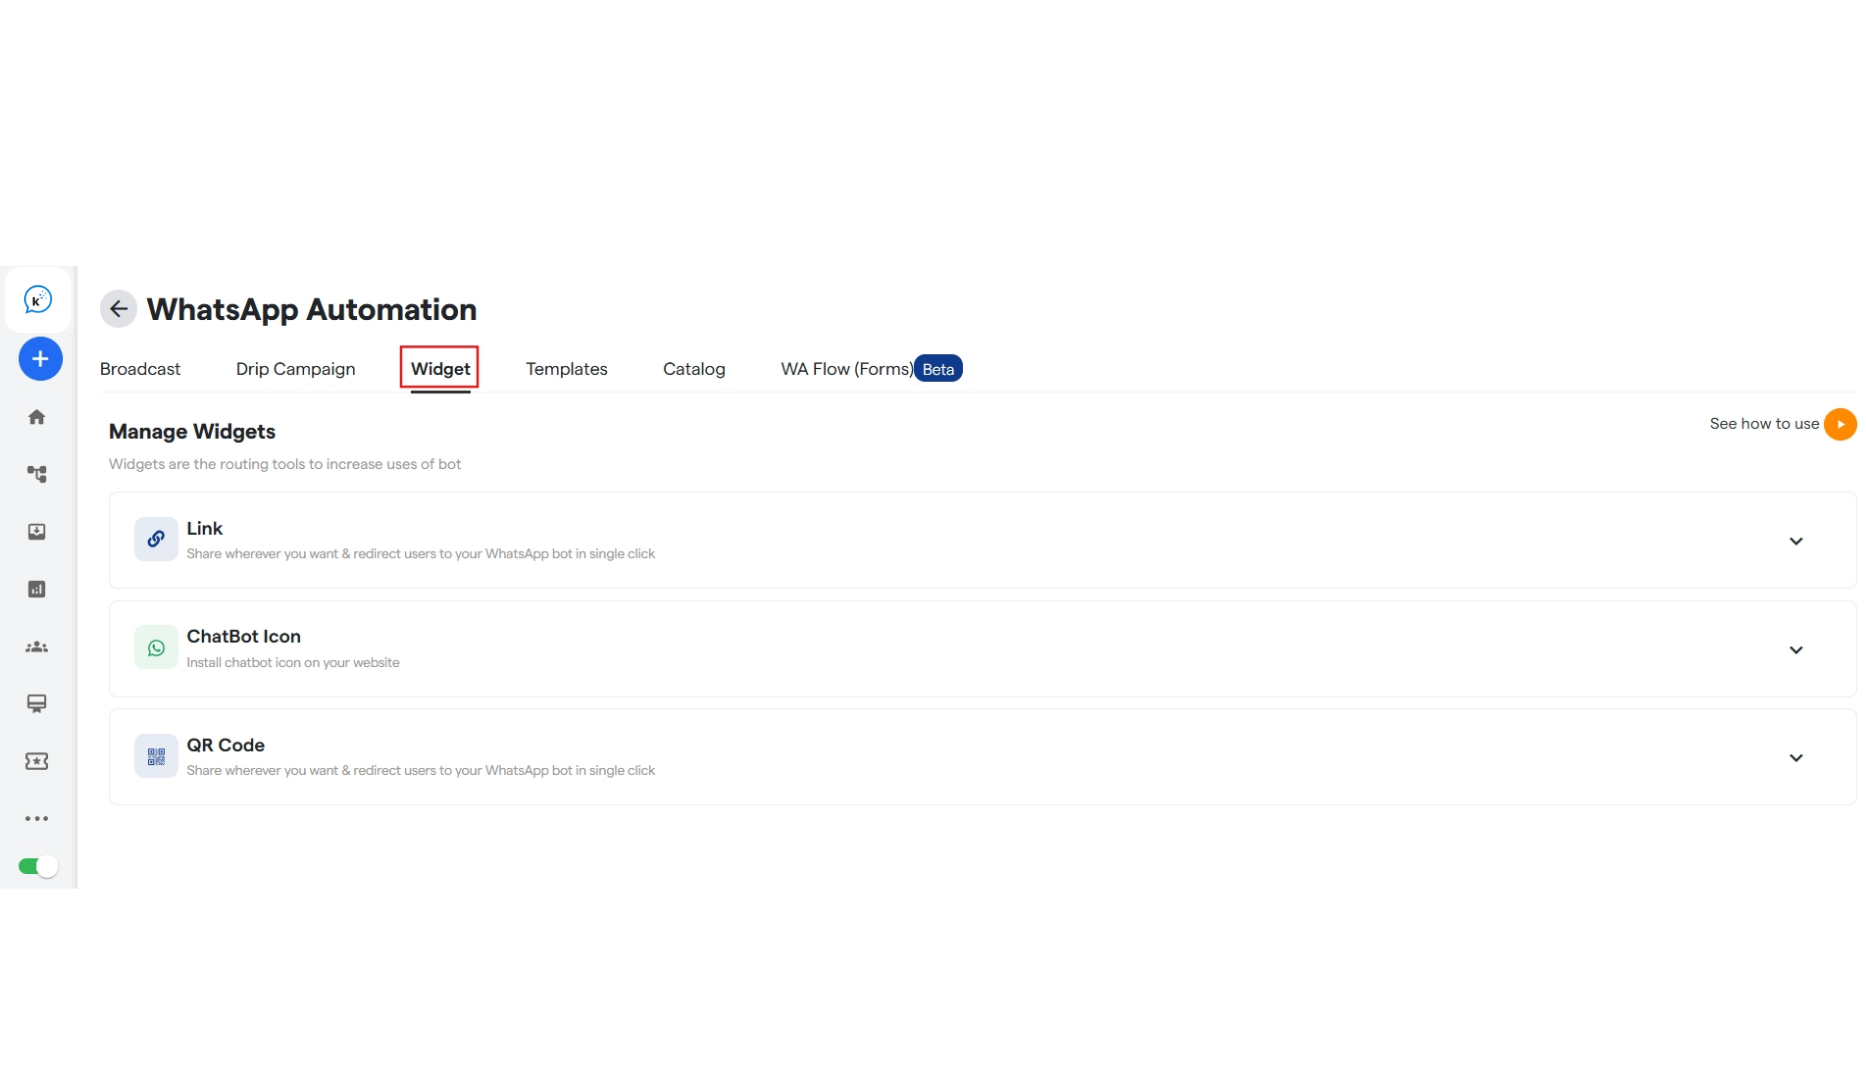 k
WhatsApp Automation
Broadcast Drip Campaign Widget Templates Catalog WA Flow (Forms) Beta
Manage Widgets
See how to use
Widgets are the routing tools to increase uses of bot
Link
Share wherever you want & redirect users to your WhatsApp bot in single click
ChatBot Icon
Install chatbot icon on your website
QR Code
Share wherever you want & redirect users to your WhatsApp bot in single click